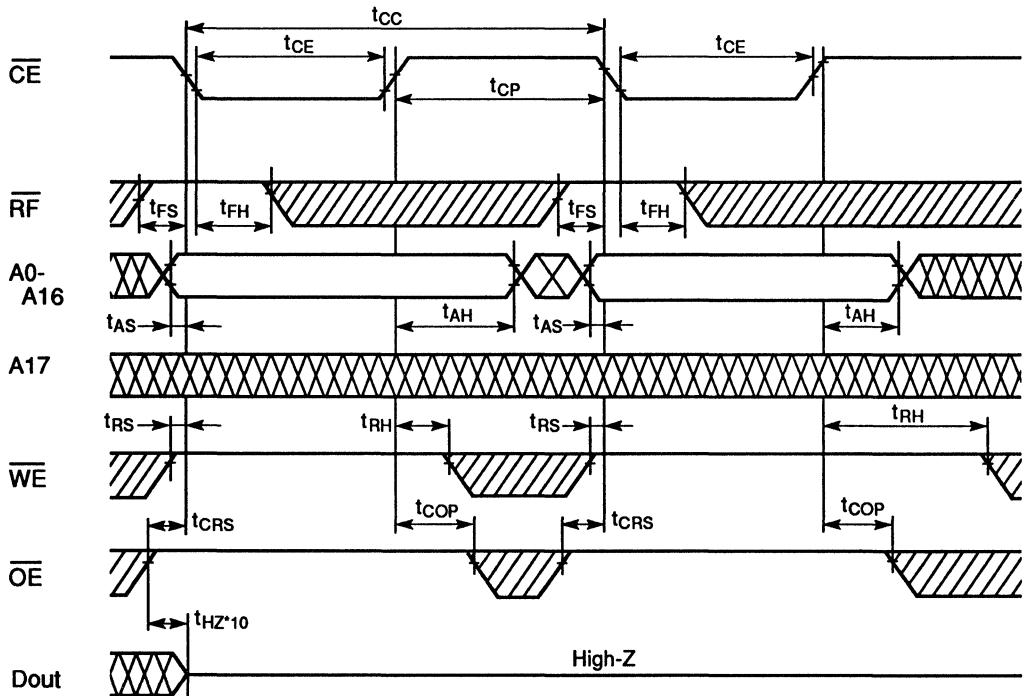 tCC
CE
tCE
tCE
tCP
RF
tFS
tFH
tFS
tFH
A0-
A16
tAS
tAH
tAS
tAH
A17
tRS
tRH
tRS
tRH
WE
tCRS
tCOP
tCRS
tCOP
OE
tHZ*10
Dout
High-Z